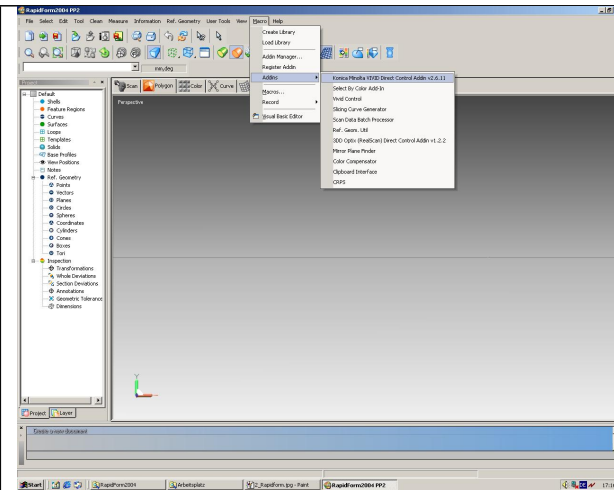 RapidForm2004 PP2
File Select Edit Tool Clean Measure Information Ref. Geometry User Tools View Macro Help
Create Library
Load Library
Addin Manager...
Register Addin
Addins
Macros...
Record
Visual Basic Editor
Konica Minolta VIVID Direct Control Addin v2.6.11
Select By Color Add-In
Vivid Control
Slicing Curve Generator
Scan Data Batch Processor
Ref. Geom. Util
3DD Optix (RealScan) Direct Control Addin v1.2.2
Mirror Plane Finder
Color Compensator
Clipboard Interface
CRPS
mm,deg
Scan Polygon Color Curve
Perspective
Default
Shells
Feature Regions
Curves
Surfaces
Loops
Templates
Solids
Base Profiles
View Positions
Notes
Ref. Geometry
Points
Vectors
Planes
Circles
Spheres
Coordinates
Cylinders
Cones
Boxes
Tori
Inspection
Transformations
Whole Deviations
Section Deviations
Annotations
Geometric Tolerance
Dimensions
Y
Project Layer
Create a new document
Start RapidForm2004 Arbeitsplatz 2_Rapidform.jpg - Paint RapidForm2004 PP2 DE